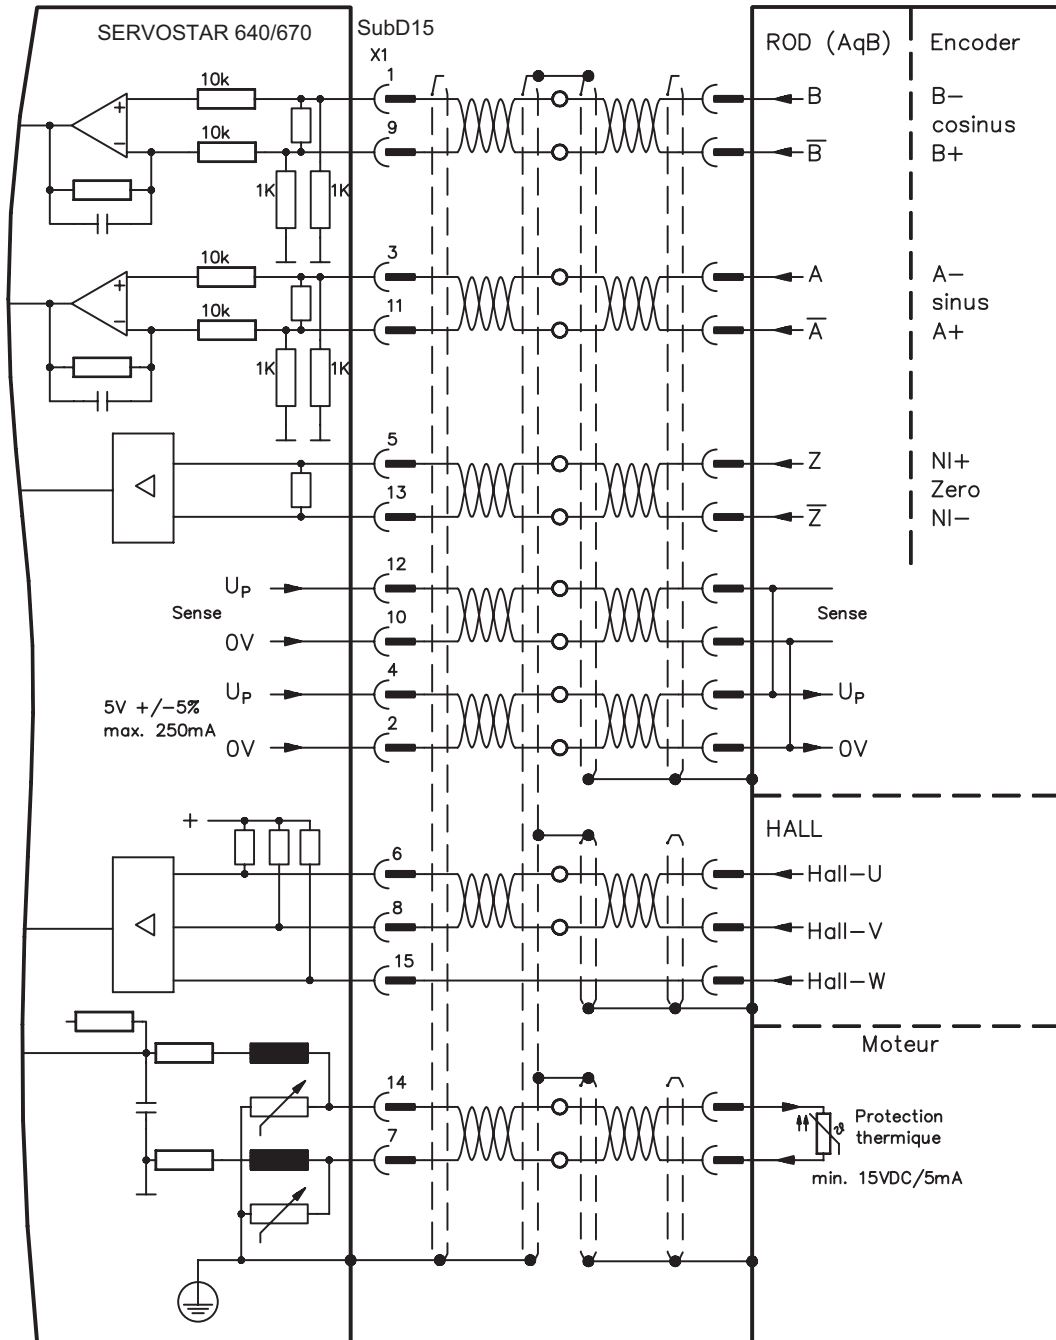 SERVOSTAR 640/670
SubD15
X1
ROD (AqB)
Encoder
10k
1
B
B−
+
9
cosinus
10k
−
B̅
B+
1K
1K
10k
3
A
A−
+
11
sinus
10k
−
A̅
A+
1K
1K
5
Z
NI+
13
Zero
Z̅
NI−
12
UP
Sense
Sense
10
0V
4
UP
UP
5V +/−5%
max. 250mA
2
0V
0V
+
HALL
6
Hall−U
8
Hall−V
15
Hall−W
Moteur
14
Protection
thermique
ϑ
7
min. 15VDC/5mA